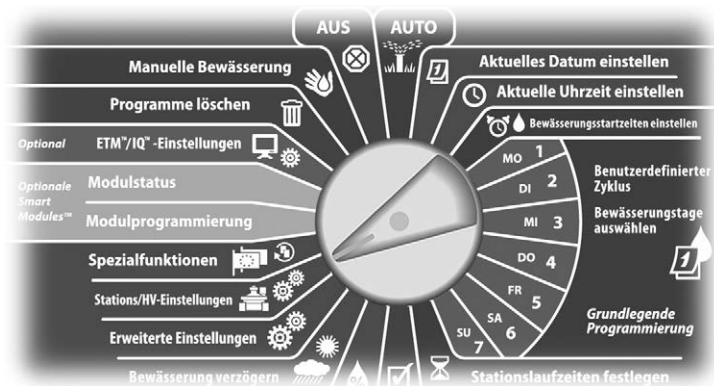 AUS
AUTO
Manuelle Bewässerung
Programme löschen
Optional
ETM™/IQ™ -Einstellungen
Optionale
Smart
Modules™
Modulstatus
Modulprogrammierung
Spezialfunktionen
Stations/HV-Einstellungen
Erweiterte Einstellungen
Bewässerung verzögern
Aktuelles Datum einstellen
Aktuelle Uhrzeit einstellen
Bewässerungsstartzeiten einstellen
MO 1
DI 2
MI 3
DO 4
FR 5
SA 6
SU 7
Benutzerdefinierter
Zyklus
Bewässerungstage
auswählen
Grundlegende
Programmierung
Stationslaufzeiten festlegen
1
1
%